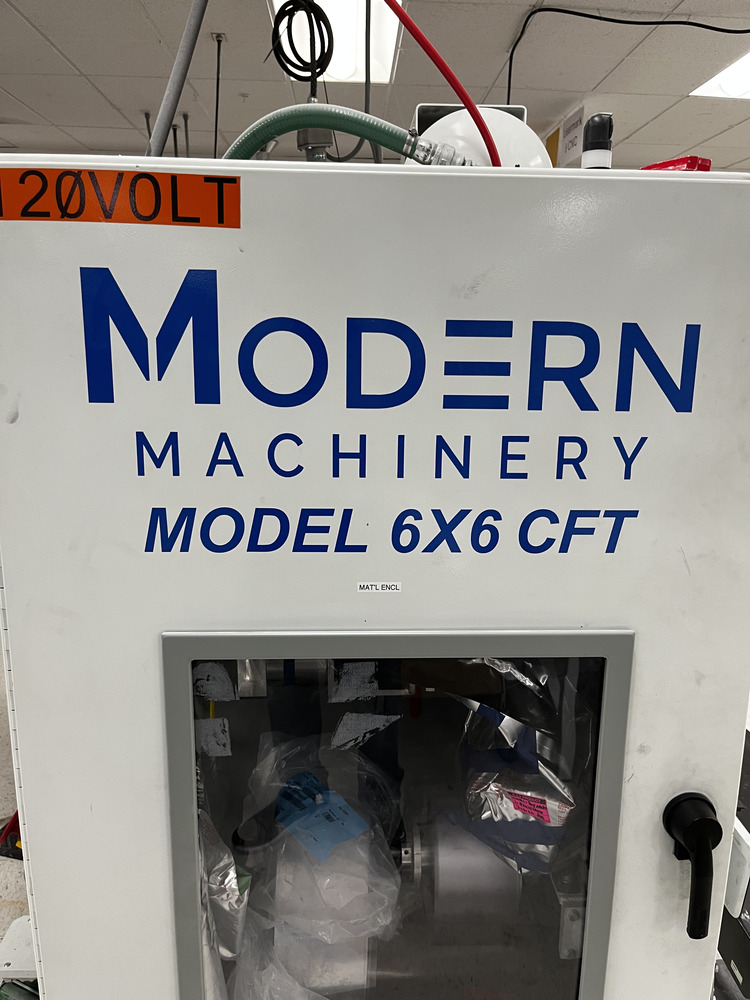 120VOLT
MODERN
MACHINERY
MODEL 6X6 CFT
MAT'L ENCL